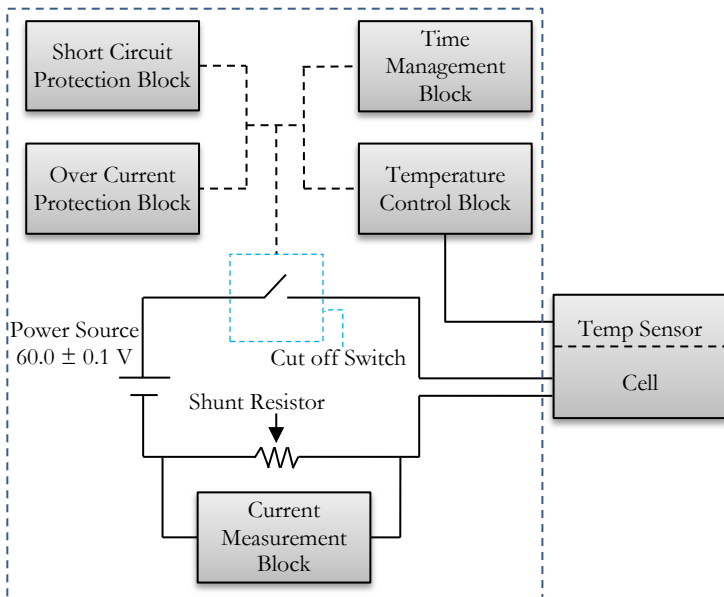 Short Circuit
Protection Block
Time
Management
Block
Over Current
Protection Block
Temperature
Control Block
Power Source
60.0 ± 0.1 V
Cut off Switch
Temp Sensor
Cell
Shunt Resistor
Current
Measurement
Block